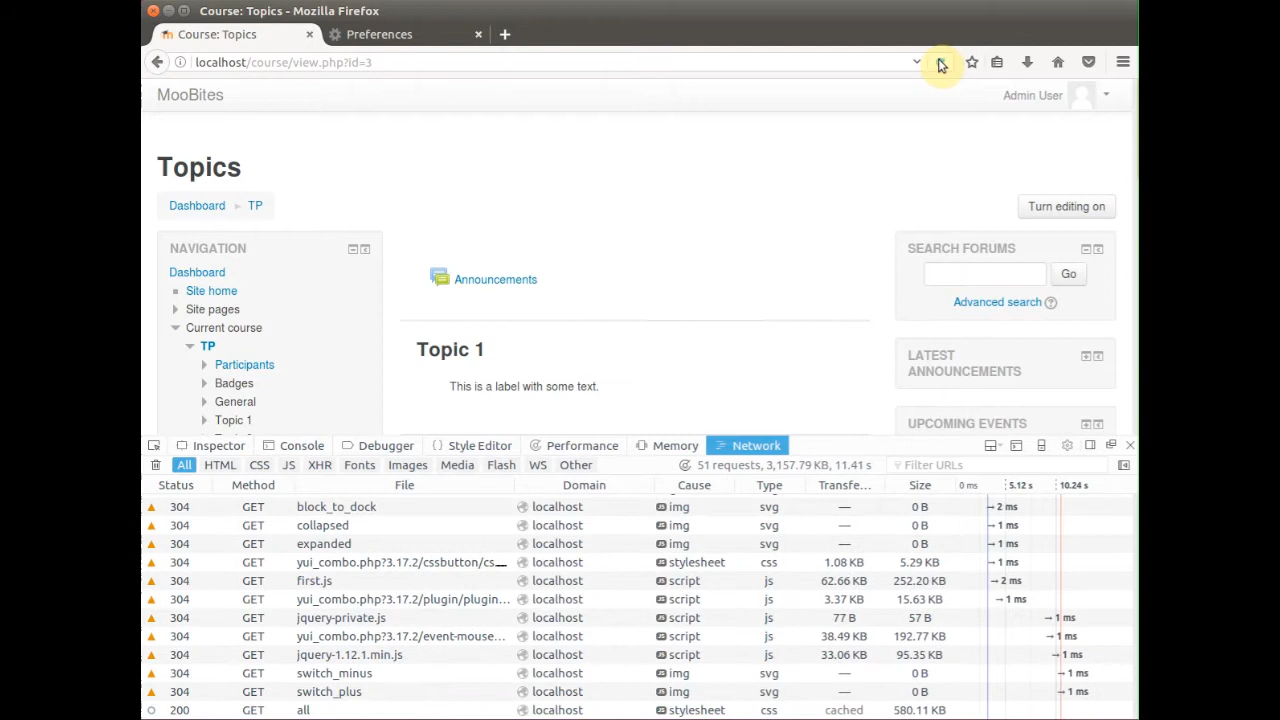 Course: Topics - Mozilla Firefox
Course: Topics
Preferences
localhost/course/view.php?id=3
MooBites
Admin User
Topics
Dashboard TP
Turn editing on
NAVIGATION
Dashboard
Site home
Site pages
Current course
TP
Participants
Badges
General
Topic 1
Announcements
Topic 1
This is a label with some text.
SEARCH FORUMS
Go
Advanced search
LATEST
ANNOUNCEMENTS
UPCOMING EVENTS
Inspector Console Debugger Style Editor Performance Memory Network
All HTML CSS JS XHR Fonts Images Media Flash WS Other 51 requests, 3,157.79 KB, 11.41 s Filter URLs
Status Method File Domain Cause Type Transfe... Size 0 ms 5.12 s 10.24 s
304 GET block_to_dock localhost img svg — 0 B → 2 ms
304 GET collapsed localhost img svg — 0 B → 1 ms
304 GET expanded localhost img svg — 0 B → 1 ms
304 GET yui_combo.php?3.17.2/cssbutton/cs... localhost stylesheet css 1.08 KB 5.29 KB → 1 ms
304 GET first.js localhost script js 62.66 KB 252.20 KB → 2 ms
304 GET yui_combo.php?3.17.2/plugin/plugin... localhost script js 3.37 KB 15.63 KB → 1 ms
304 GET jquery-private.js localhost script js 77 B 57 B → 1 ms
304 GET yui_combo.php?3.17.2/event-mouse... localhost script js 38.49 KB 192.77 KB → 1 ms
304 GET jquery-1.12.1.min.js localhost script js 33.06 KB 95.35 KB → 1 ms
304 GET switch_minus localhost img svg — 0 B → 1 ms
304 GET switch_plus localhost img svg — 0 B → 1 ms
200 GET all localhost stylesheet css cached 580.11 KB